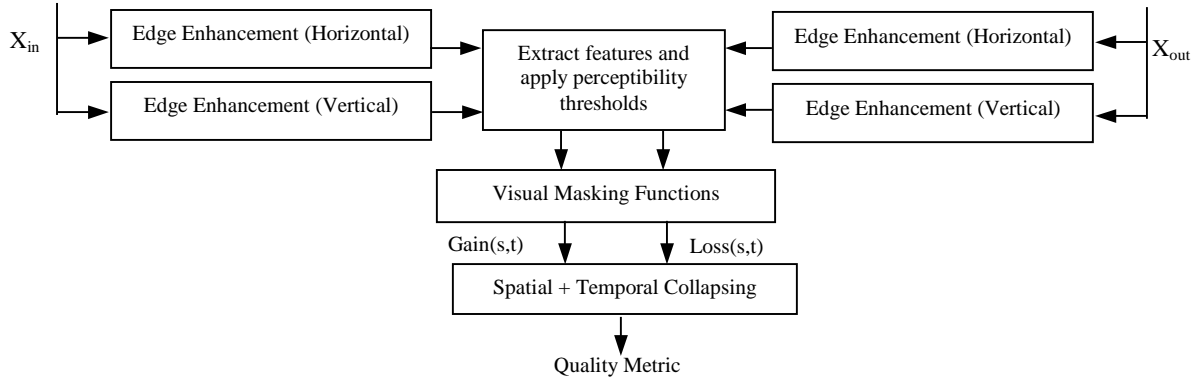 X_in
Edge Enhancement (Horizontal)
Edge Enhancement (Vertical)
Extract features and
apply perceptibility
thresholds
Edge Enhancement (Horizontal)
Edge Enhancement (Vertical)
X_out
Visual Masking Functions
Gain(s,t)
Loss(s,t)
Spatial + Temporal Collapsing
Quality Metric